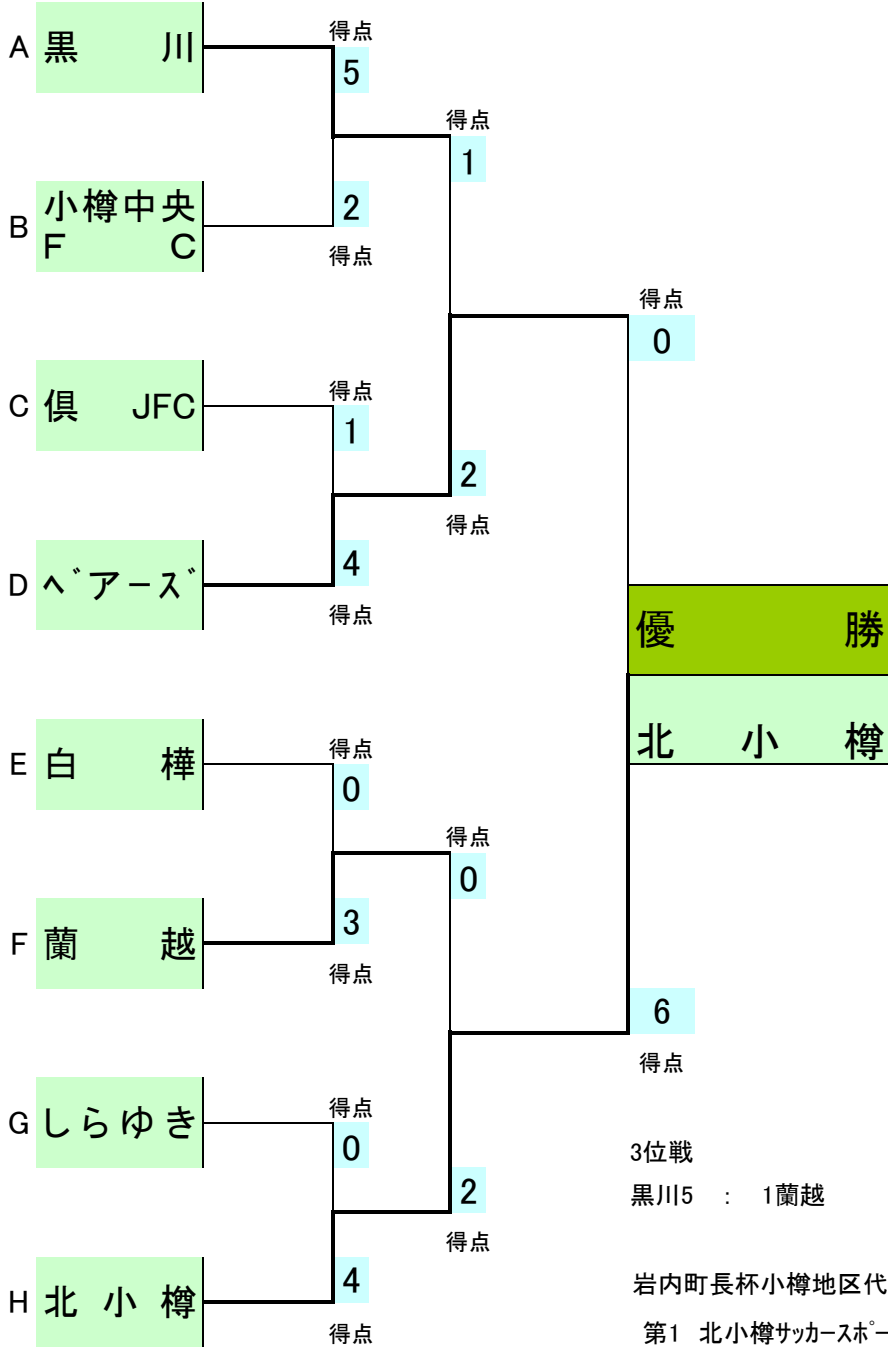 得点
A 黒 川
5
得点
1
2
B 小樽中央
F C
得点
得点
0
得点
C 倶 JFC
1
2
得点
4
D ベアーズ
得点
優 勝
北 小 樽
得点
E 白 樺
0
得点
0
3
F 蘭 越
得点
6
得点
得点
G しらゆき
0
3位戦
2
黒川5 : 1蘭越
得点
4
岩内町長杯小樽地区代
H 北 小 樽
得点
第1 北小樽サッカースポー